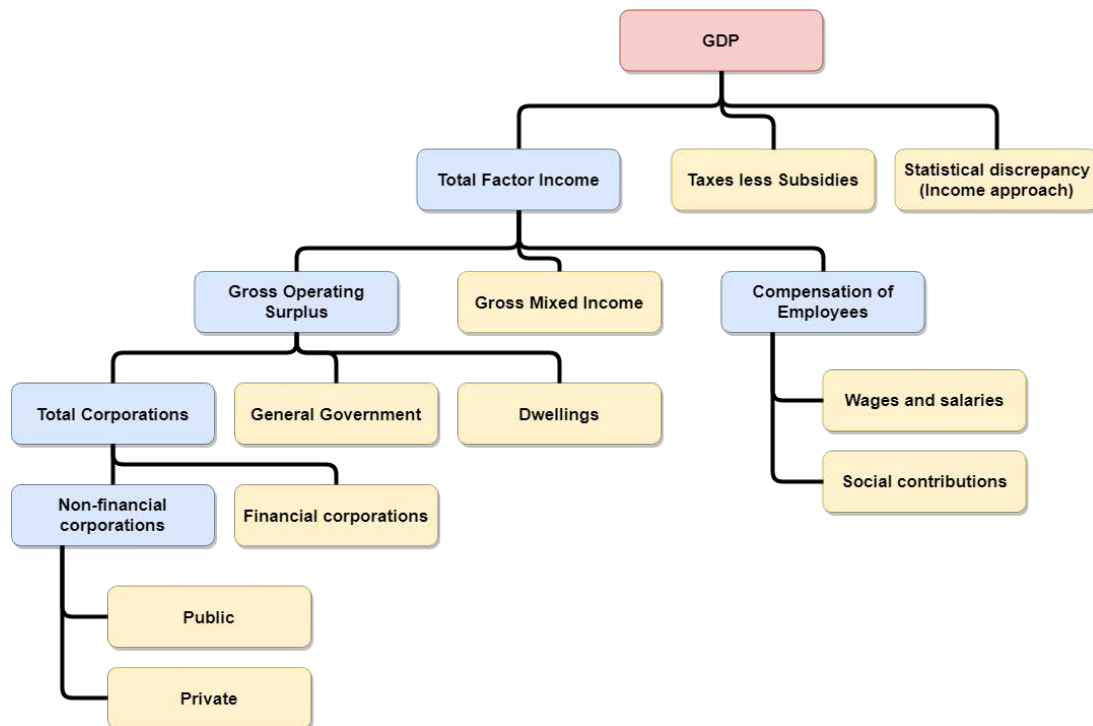 GDP
Total Factor Income
Taxes less Subsidies
Statistical discrepancy
(Income approach)
Gross Operating
Surplus
Gross Mixed Income
Compensation of
Employees
Total Corporations
General Government
Dwellings
Wages and salaries
Non-financial
corporations
Financial corporations
Social contributions
Public
Private